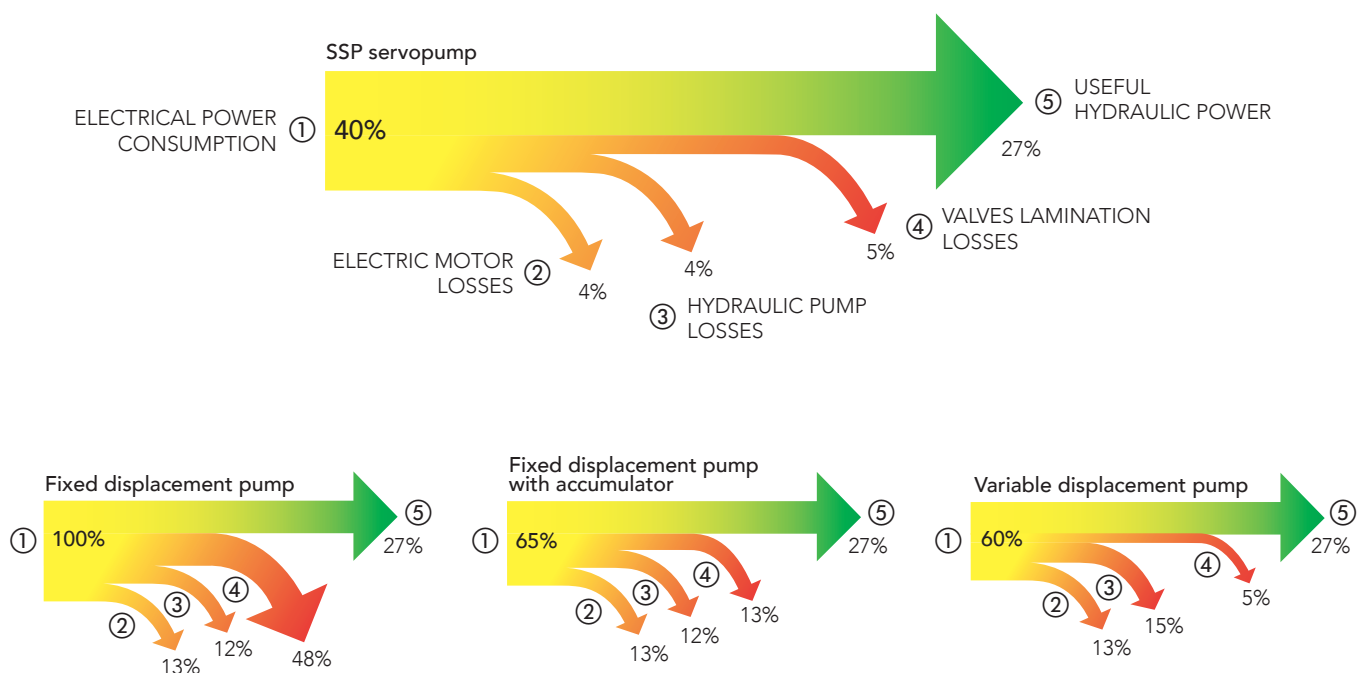 SSP servopump
ELECTRICAL POWER
CONSUMPTION
① 40%
⑤ USEFUL
HYDRAULIC POWER
27%
④ VALVES LAMINATION
LOSSES
5%
ELECTRIC MOTOR
LOSSES
②
4%
4%
③ HYDRAULIC PUMP
LOSSES
Fixed displacement pump
① 100%
⑤
27%
④
③
②
13%
12%
48%
Fixed displacement pump
with accumulator
① 65%
⑤
27%
④
③
②
13%
12%
13%
Variable displacement pump
① 60%
⑤
27%
④
③
②
5%
15%
13%